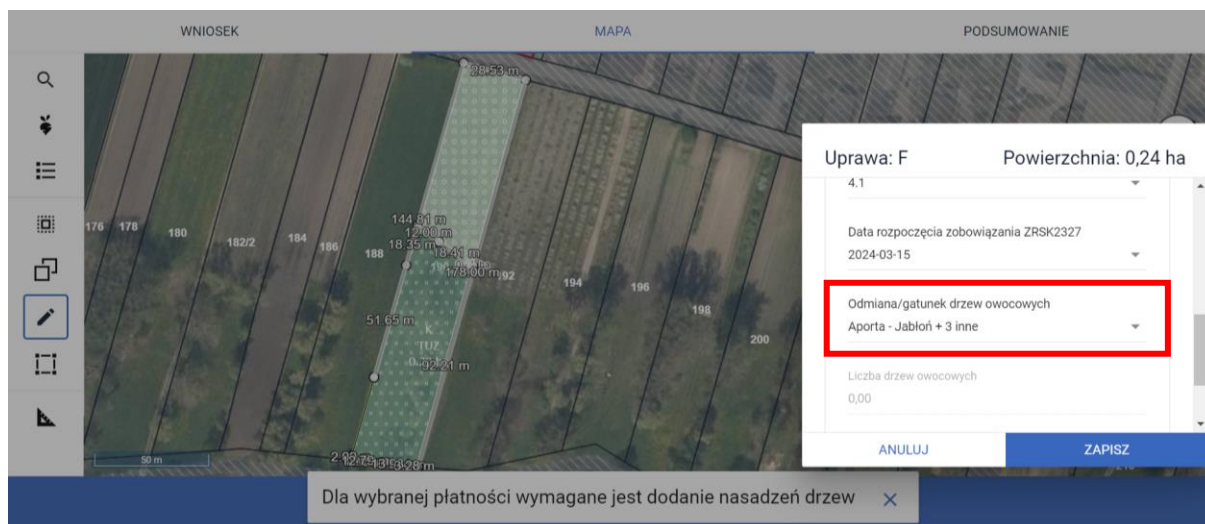 WNIOSEK MAPA PODSUMOWANIE
28.53 m
Uprawa: F Powierzchnia: 0,24 ha
4.1
Data rozpoczęcia zobowiązania ZRSK2327
2024-03-15
Odmiana/gatunek drzew owocowych
Aporta - Jabłoń + 3 inne
Liczba drzew owocowych
0,00
ANULUJ ZAPISZ
144.81 m
12.00 m
18.35 m 18.41 m
178.00 m
176 178 180 182/2 184 186 188 192 194 196 198 200
51.65 m
TUZ
92.21 m
50 m
Dla wybranej płatności wymagane jest dodanie nasadzeń drzew